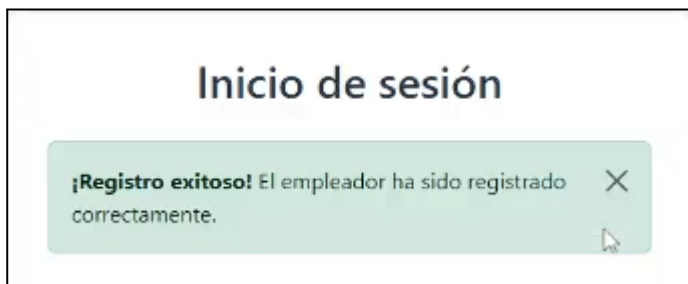 Inicio de sesión
¡Registro exitoso! El empleador ha sido registrado
correctamente.